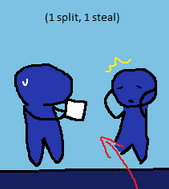 (1 split, 1 steal)